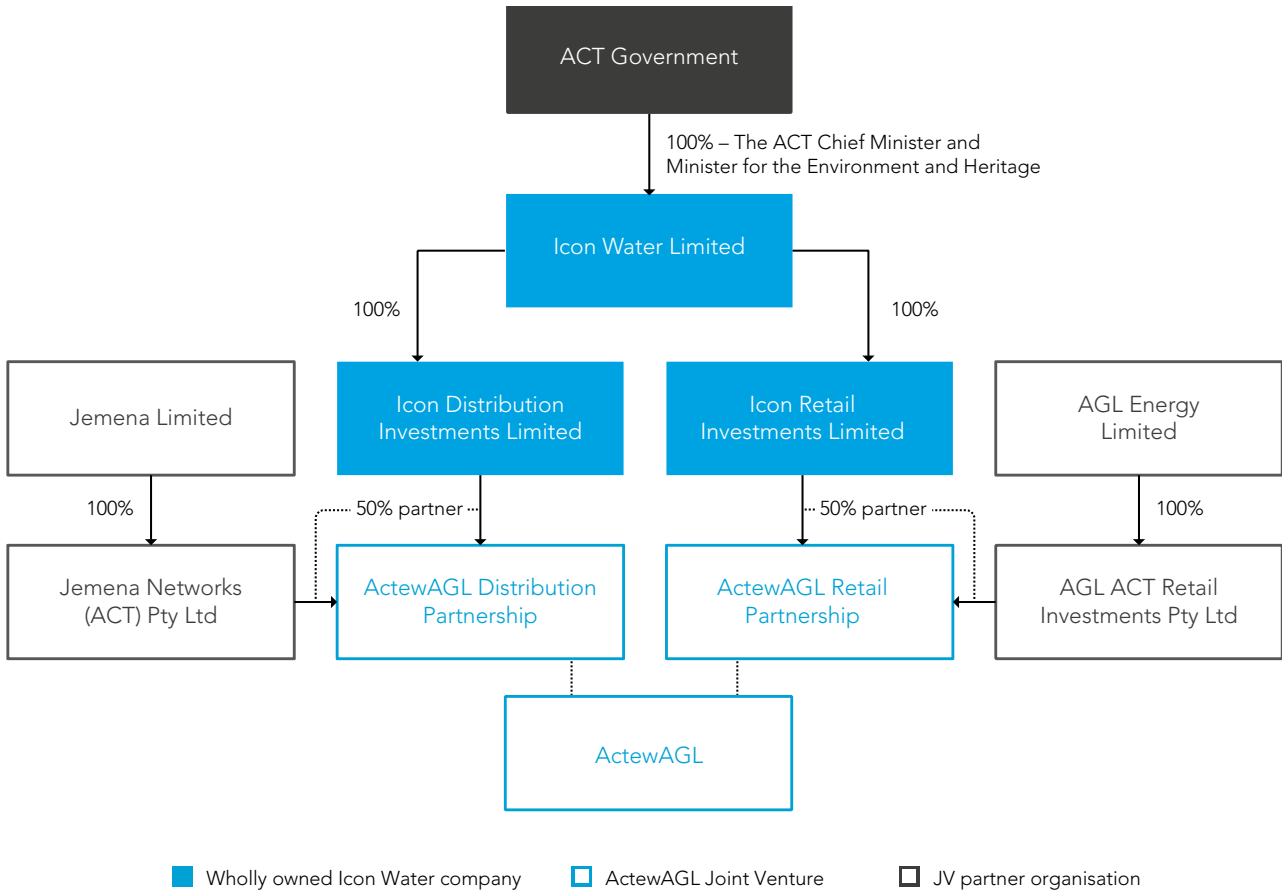 ACT Government
100% – The ACT Chief Minister and
Minister for the Environment and Heritage
Icon Water Limited
100%
100%
Jemena Limited
Icon Distribution
Investments Limited
Icon Retail
Investments Limited
AGL Energy
Limited
100%
50% partner
50% partner
100%
Jemena Networks
(ACT) Pty Ltd
ActewAGL Distribution
Partnership
ActewAGL Retail
Partnership
AGL ACT Retail
Investments Pty Ltd
ActewAGL
Wholly owned Icon Water company
ActewAGL Joint Venture
JV partner organisation